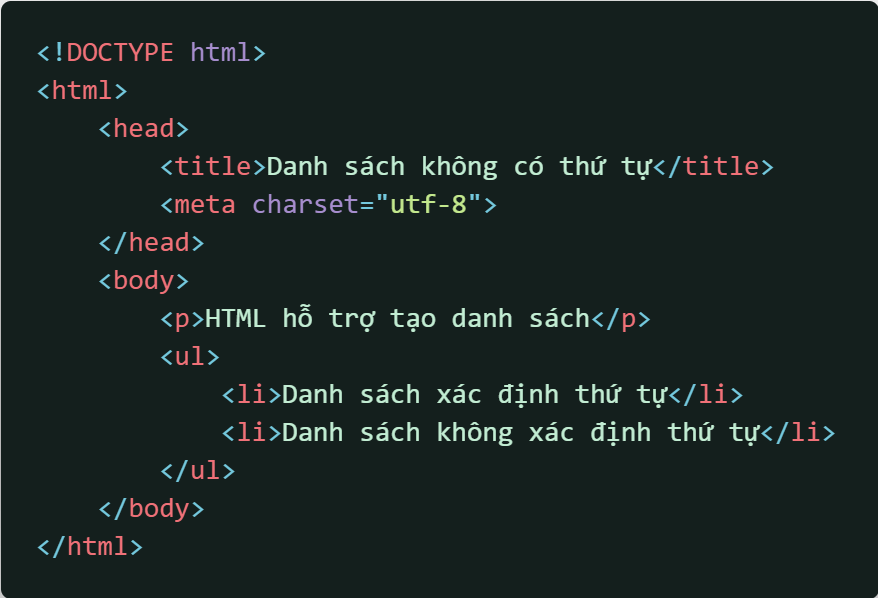 <!DOCTYPE html>
<html>
    <head>
        <title>Danh sách không có thứ tự</title>
        <meta charset="utf-8">
    </head>
    <body>
        <p>HTML hỗ trợ tạo danh sách</p>
        <ul>
            <li>Danh sách xác định thứ tự</li>
            <li>Danh sách không xác định thứ tự</li>
        </ul>
    </body>
</html>